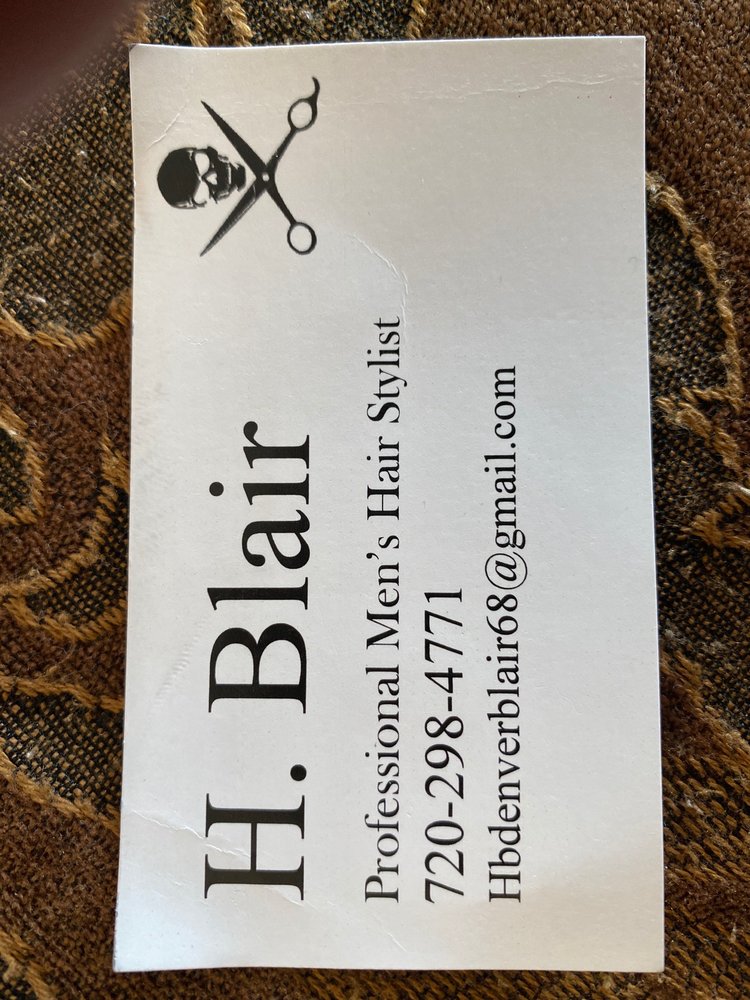 H. Blair
Professional Men's Hair Stylist
720-298-4771
Hbdenverblair68@gmail.com